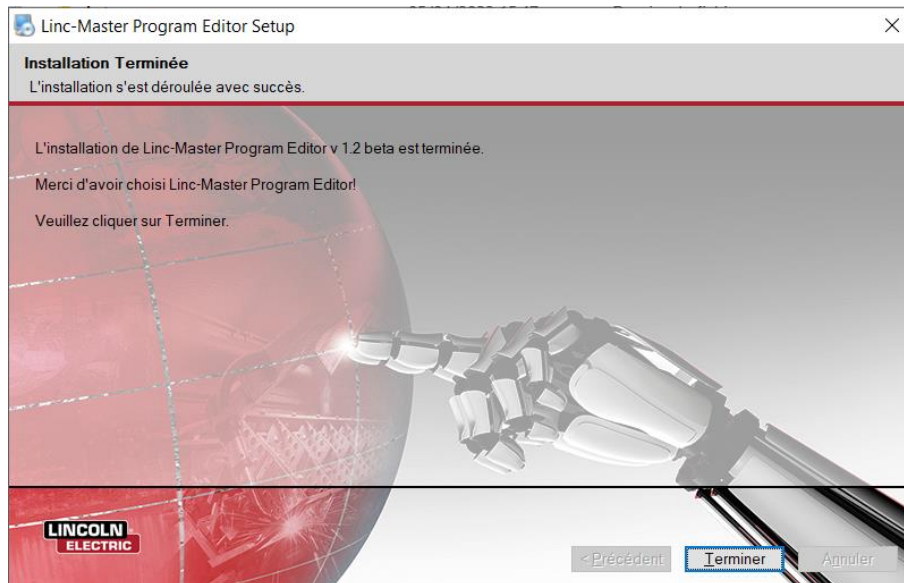 Linc-Master Program Editor Setup
Installation Terminée
L'installation s'est déroulée avec succès.
L'installation de Linc-Master Program Editor v 1.2 beta est terminée.
Merci d'avoir choisi Linc-Master Program Editor!
Veuillez cliquer sur Terminer.
LINCOLN
ELECTRIC
< Précédent Terminer Annuler